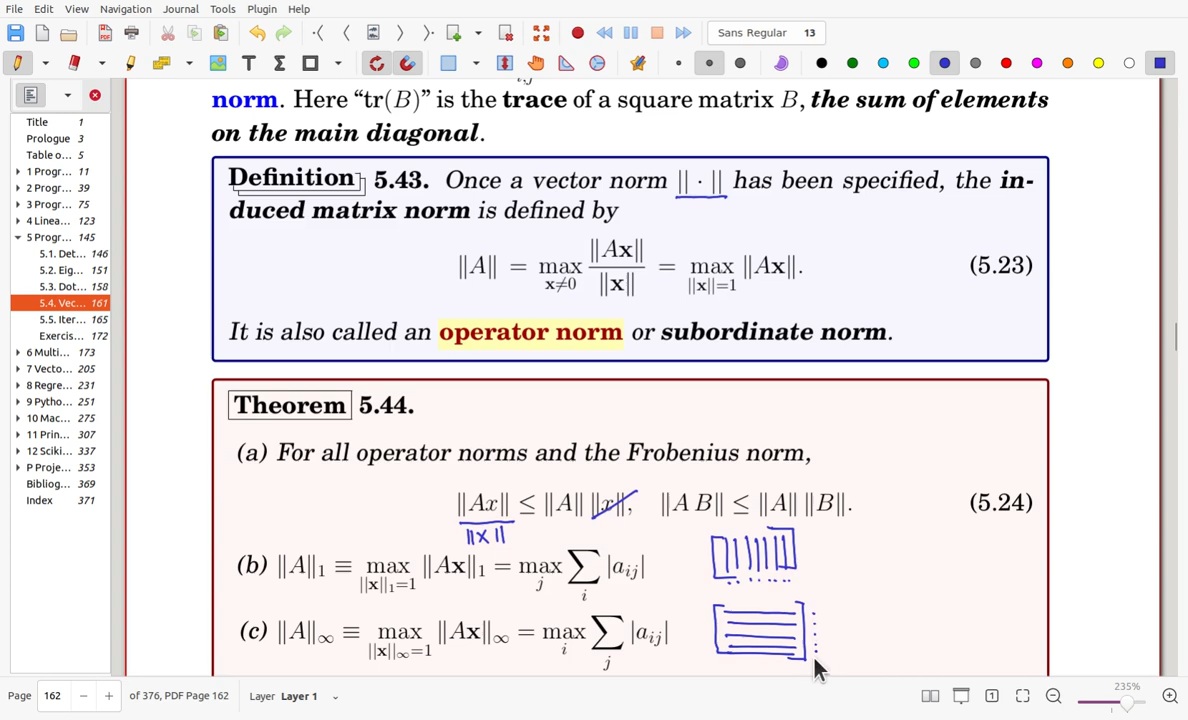 File Edit View Navigation Journal Tools Plugin Help
Sans Regular 13
Title 1
Prologue 3
Table o... 5
1 Progr... 11
2 Progr... 39
3 Progr... 75
4 Linea... 123
5 Progr... 145
5.1. Det... 146
5.2. Eig... 151
5.3. Dot... 158
5.4. Vec... 161
5.5. Iter... 165
Exercis... 172
6 Multi... 173
7 Vecto... 205
8 Regre... 231
9 Pytho... 251
10 Mac... 275
11 Prin... 307
12 Sciki... 337
P Proje... 353
Bibliog... 369
Index 371
norm. Here “tr(B)” is the trace of a square matrix B, the sum of elements
on the main diagonal.
Definition 5.43. Once a vector norm || · || has been specified, the in-
duced matrix norm is defined by
||A|| = max x≠0 ||Ax|| / ||x|| = max ||x||=1 ||Ax||. (5.23)
It is also called an operator norm or subordinate norm.
Theorem 5.44.
(a) For all operator norms and the Frobenius norm,
||Ax|| ≤ ||A|| ||x||, ||A B|| ≤ ||A|| ||B||. (5.24)
||x||
(b) ||A||₁ ≡ max ||x||₁=1 ||Ax||₁ = max j ∑ i |aᵢⱼ|
(c) ||A||∞ ≡ max ||x||∞=1 ||Ax||∞ = max i ∑ j |aᵢⱼ|
Page 162 of 376, PDF Page 162 Layer Layer 1 235%